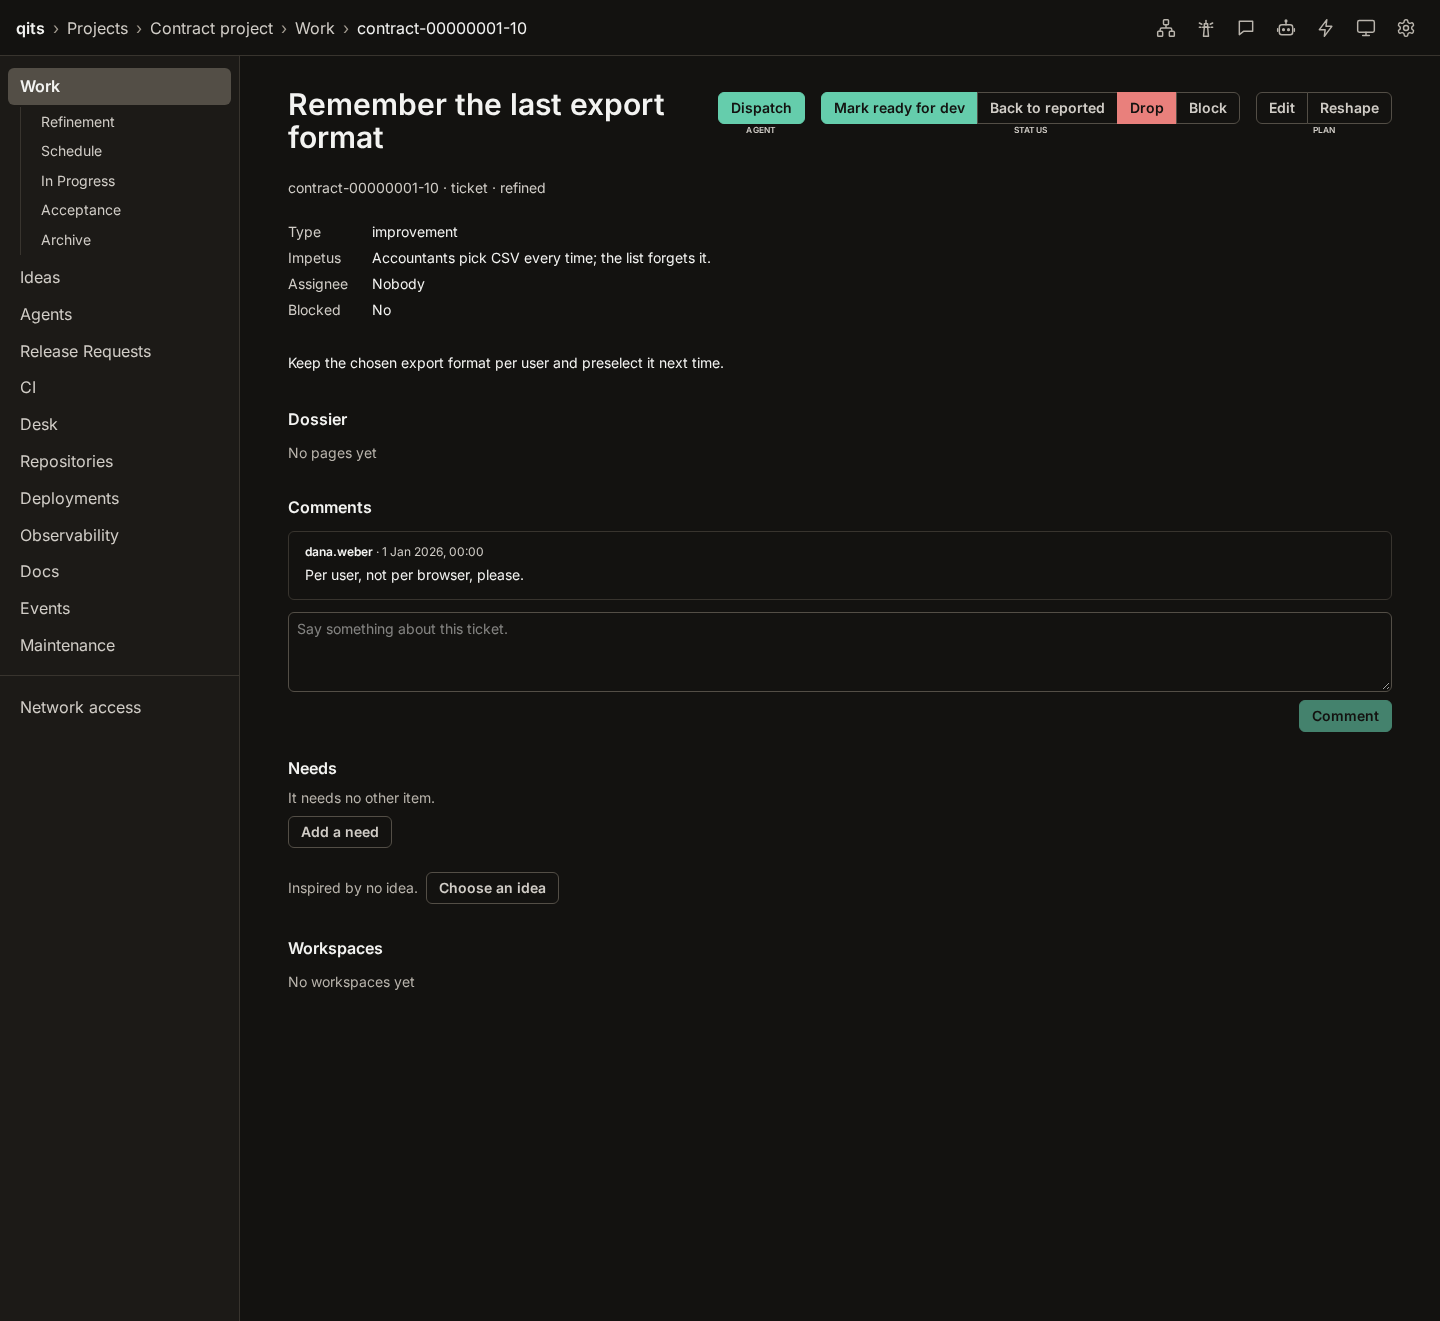 qits › Projects › Contract project › Work › contract-00000001-10
Work
Refinement
Schedule
In Progress
Acceptance
Archive
Ideas
Agents
Release Requests
CI
Desk
Repositories
Deployments
Observability
Docs
Events
Maintenance
Network access
Remember the last export
format
Dispatch
AGENT
Mark ready for dev Back to reported Drop Block
STATUS
Edit Reshape
PLAN
contract-00000001-10 · ticket · refined
Type improvement
Impetus Accountants pick CSV every time; the list forgets it.
Assignee Nobody
Blocked No
Keep the chosen export format per user and preselect it next time.
Dossier
No pages yet
Comments
dana.weber · 1 Jan 2026, 00:00
Per user, not per browser, please.
Say something about this ticket.
Comment
Needs
It needs no other item.
Add a need
Inspired by no idea. Choose an idea
Workspaces
No workspaces yet